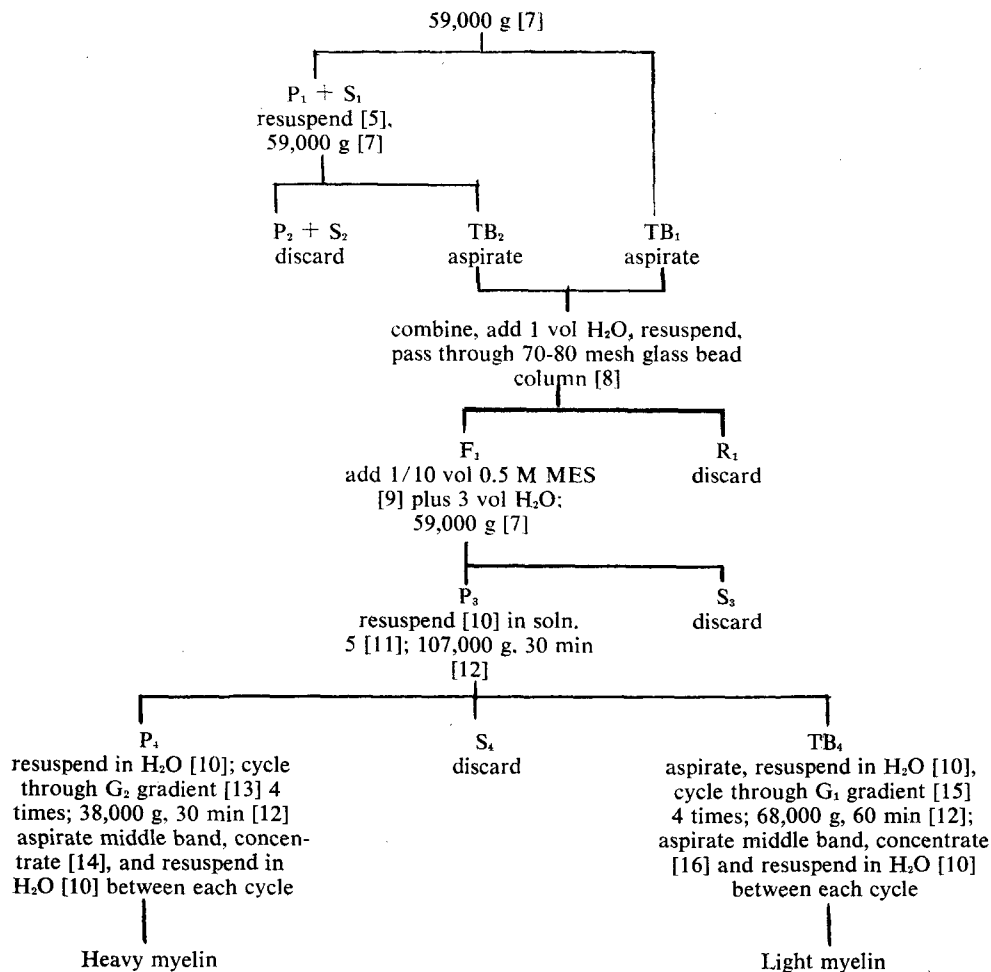 59,000 g [7]
P₁ + S₁
resuspend [5],
59,000 g [7]
P₂ + S₂
discard
TB₂
aspirate
TB₁
aspirate
combine, add 1 vol H₂O, resuspend,
pass through 70-80 mesh glass bead
column [8]
F₁
add 1/10 vol 0.5 M MES
[9] plus 3 vol H₂O;
59,000 g [7]
R₁
discard
P₃
resuspend [10] in soln.
5 [11]; 107,000 g. 30 min
[12]
S₃
discard
P₄
resuspend in H₂O [10]; cycle
through G₂ gradient [13] 4
times; 38,000 g, 30 min [12]
aspirate middle band, concen-
trate [14], and resuspend in
H₂O [10] between each cycle
S₄
discard
TB₄
aspirate, resuspend in H₂O [10],
cycle through G₁ gradient [15]
4 times; 68,000 g, 60 min [12];
aspirate middle band, concentrate
[16] and resuspend in H₂O [10]
between each cycle
Heavy myelin
Light myelin